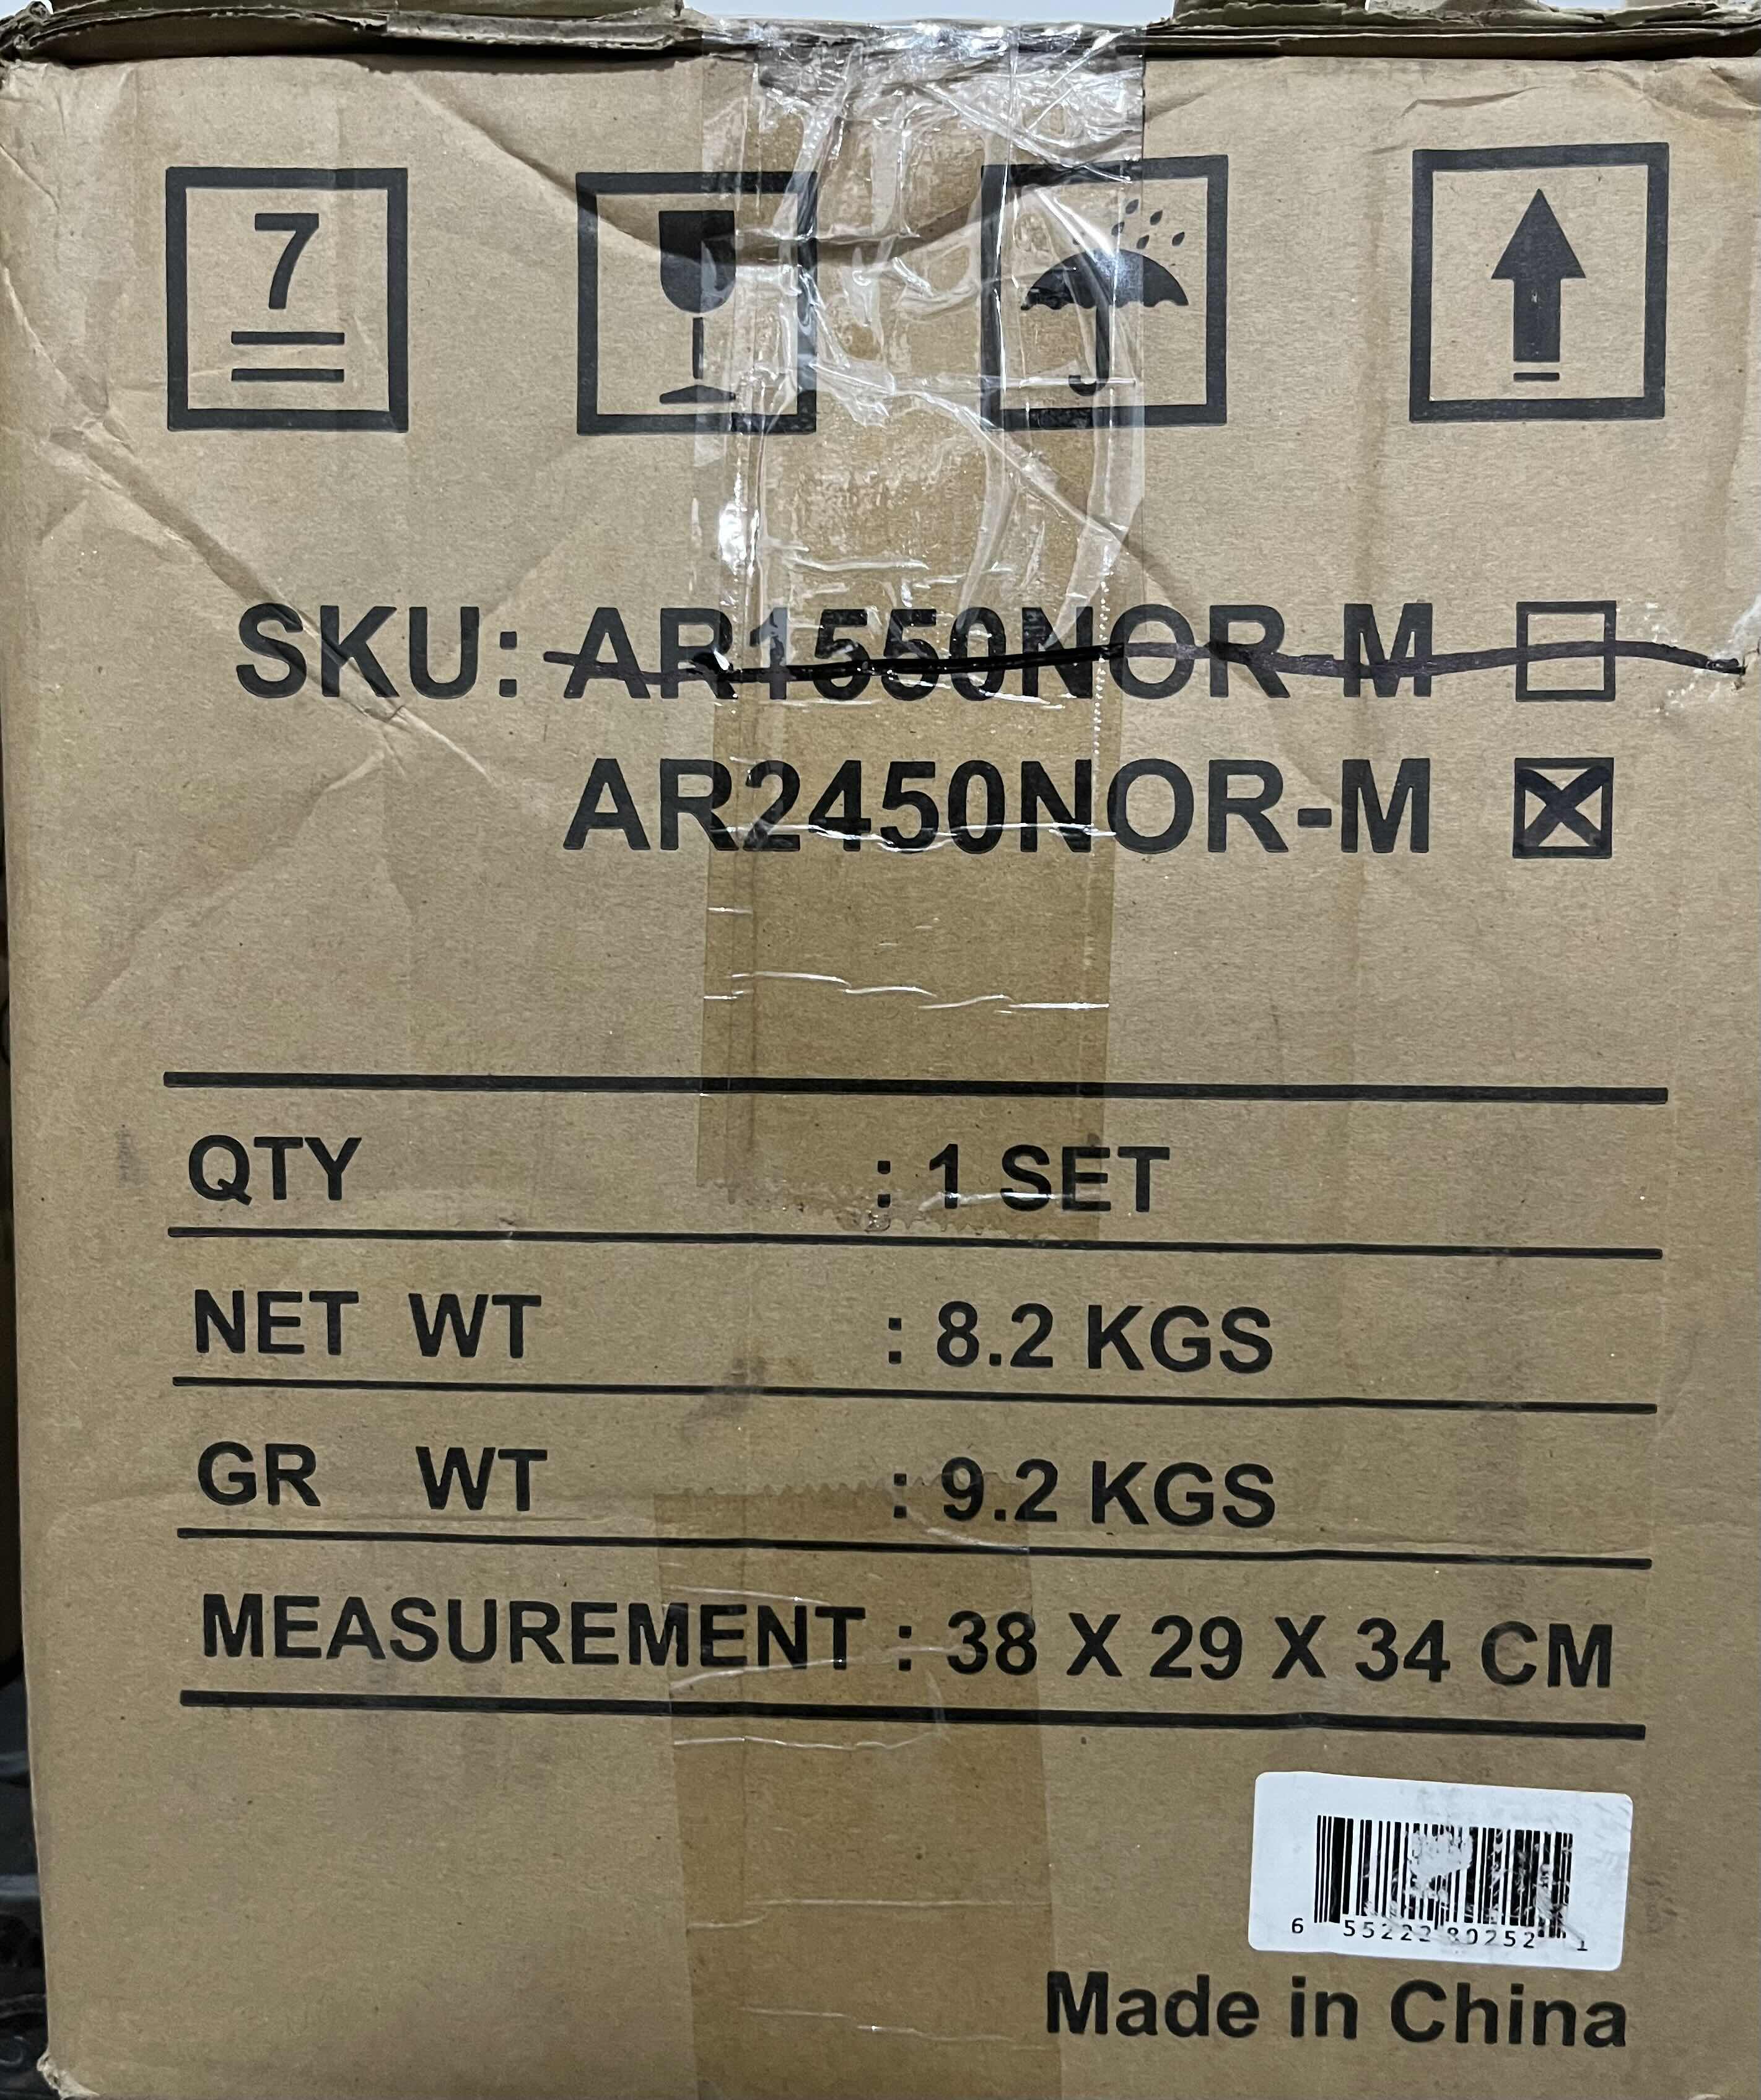 7
SKU: AR1550NOR-M
AR2450NOR-M
QTY : 1 SET
NET WT : 8.2 KGS
GR WT : 9.2 KGS
MEASUREMENT : 38 X 29 X 34 CM
6 55222 80252 1
Made in China